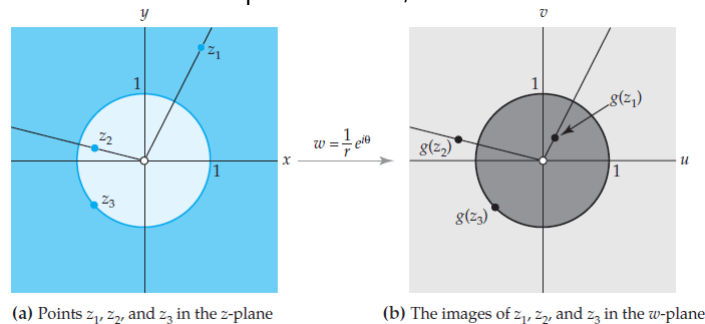 y
z₁
1
z₂
x
1
z₃
w = 1/r e^{iθ}
v
1
g(z₁)
g(z₂)
u
1
g(z₃)
(a) Points z₁, z₂, and z₃ in the z-plane
(b) The images of z₁, z₂, and z₃ in the w-plane